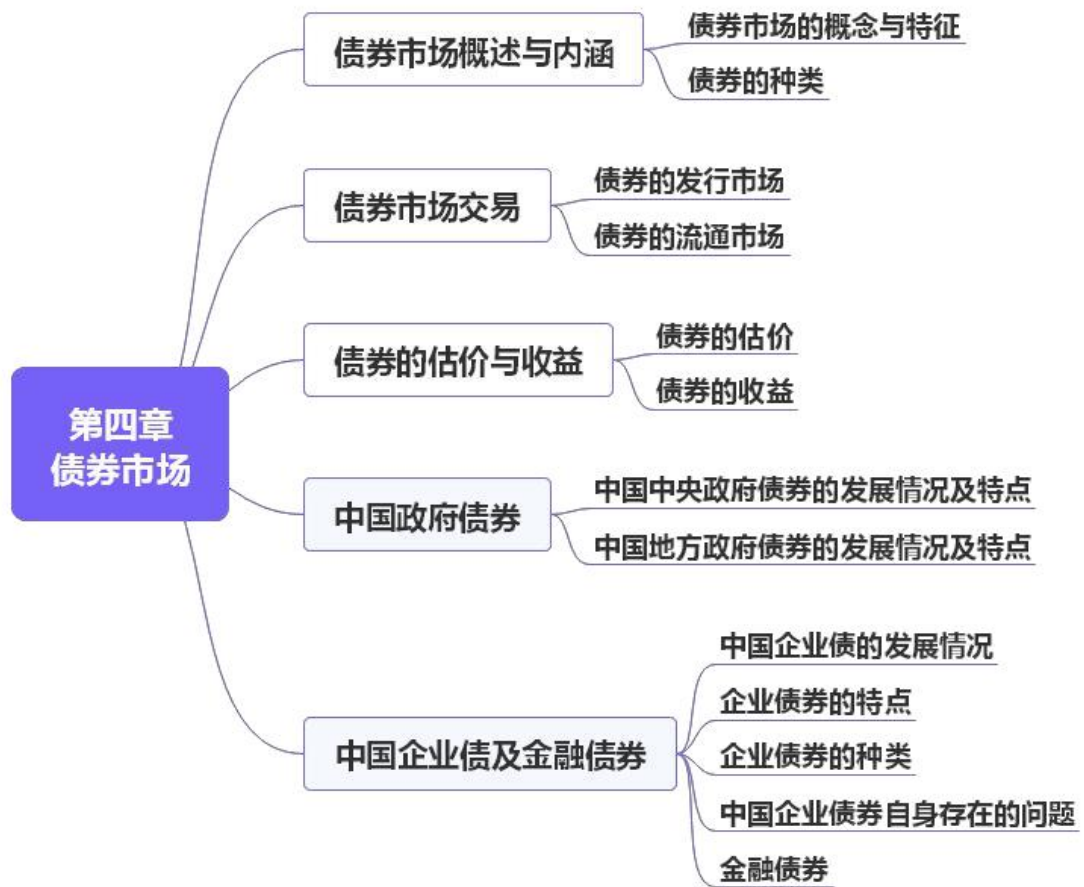 第四章
债券市场
债券市场概述与内涵
债券市场的概念与特征
债券的种类
债券市场交易
债券的发行市场
债券的流通市场
债券的估价与收益
债券的估价
债券的收益
中国政府债券
中国中央政府债券的发展情况及特点
中国地方政府债券的发展情况及特点
中国企业债及金融债券
中国企业债的发展情况
企业债券的特点
企业债券的种类
中国企业债券自身存在的问题
金融债券